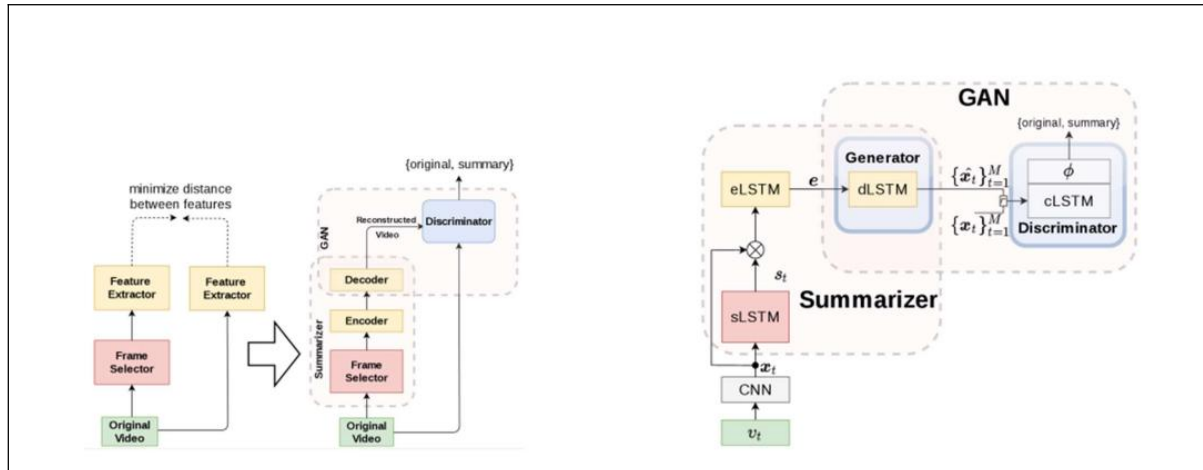 minimize distance
between features
Feature
Extractor
Feature
Extractor
Frame
Selector
Original
Video
{original, summary}
Discriminator
Reconstructed
Video
GAN
Decoder
Encoder
Summarizer
Frame
Selector
Original
Video
GAN
{original, summary}
Generator
ϕ
eLSTM
e
dLSTM
{x̂ₜ}ᴹₜ₌₁
cLSTM
{xₜ}ᴹₜ₌₁
Discriminator
sₜ
Summarizer
sLSTM
xₜ
CNN
vₜ